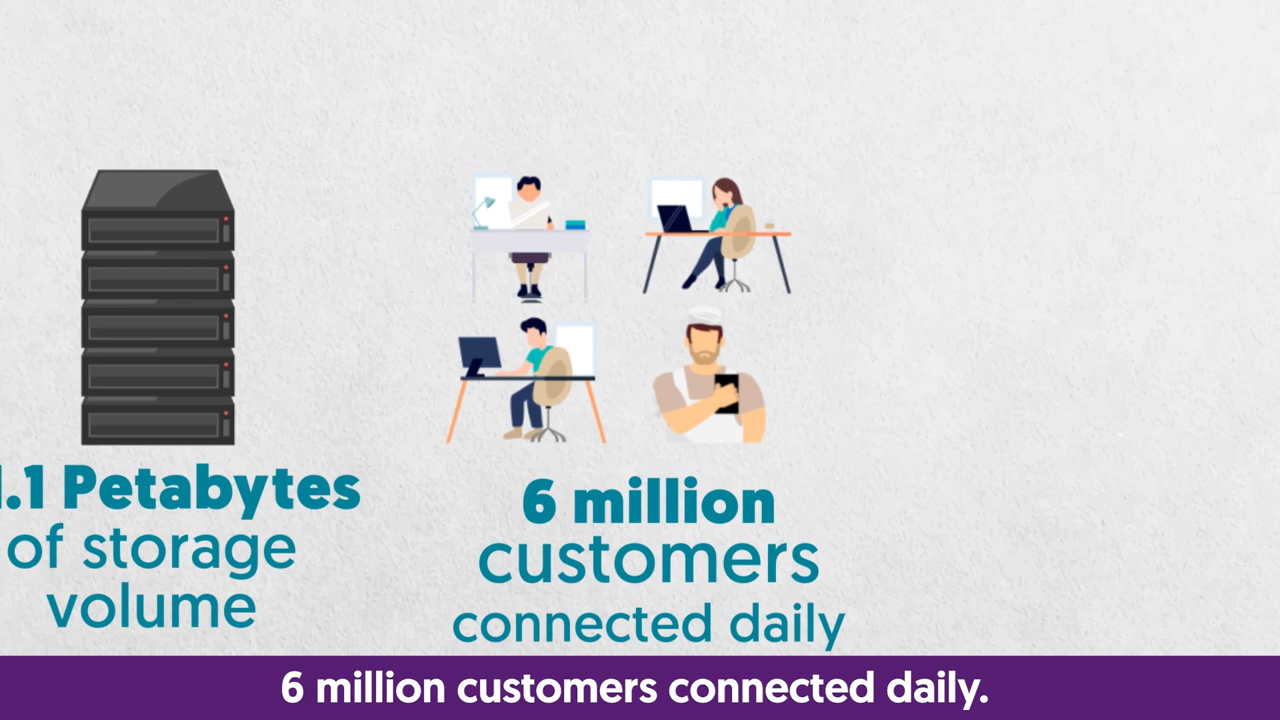 .1 Petabytes
of storage
volume
6 million
customers
connected daily
6 million customers connected daily.